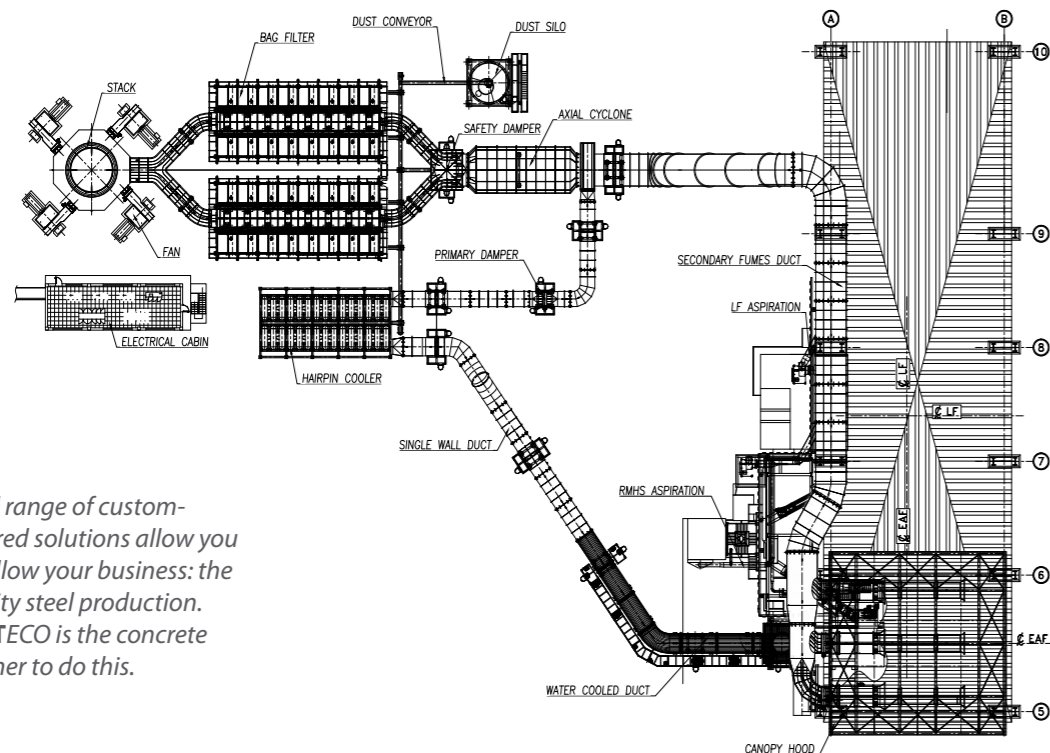 DUST CONVEYOR
DUST SILO
A
B
BAG FILTER
10
STACK
SAFETY DAMPER
AXIAL CYCLONE
FAN
9
PRIMARY DAMPER
SECONDARY FUMES DUCT
LF ASPIRATION
ELECTRICAL CABIN
8
HAIRPIN COOLER
℄ LF
℄ LF
SINGLE WALL DUCT
7
RMHS ASPIRATION
℄ EAF
range of custom-
red solutions allow you
llow your business: the
ity steel production.
TECO is the concrete
ner to do this.
6
℄ EAF
WATER COOLED DUCT
5
CANOPY HOOD